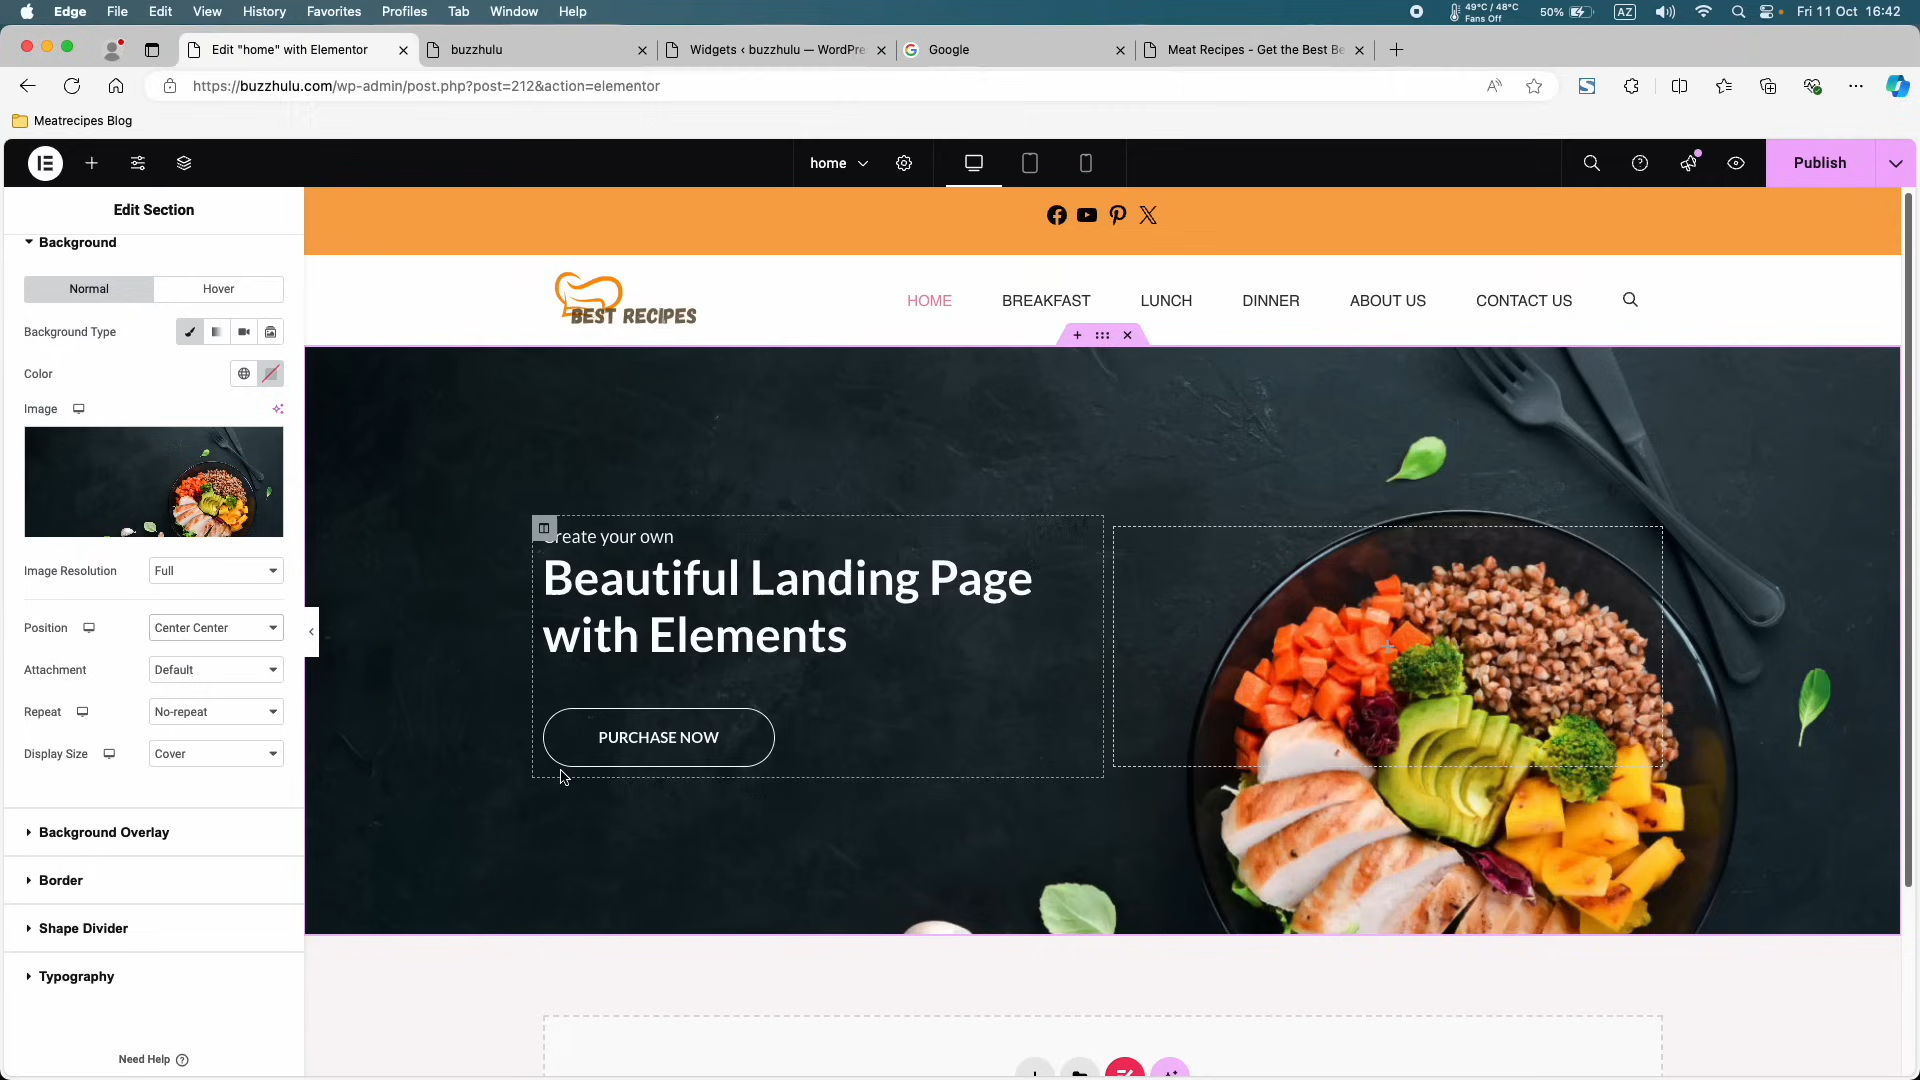 Edge File Edit View History Favorites Profiles Tab Window Help
49°C / 48°C
Fans Off
50%
AZ
Fri 11 Oct 16:42
Edit "home" with Elementor
buzzhulu
Widgets ‹ buzzhulu — WordPre
Google
Meat Recipes - Get the Best Be
https://buzzhulu.com/wp-admin/post.php?post=212&action=elementor
Meatrecipes Blog
home
Publish
Edit Section
Background
Normal
Hover
Background Type
Color
Image
Image Resolution
Full
Position
Center Center
Attachment
Default
Repeat
No-repeat
Display Size
Cover
Background Overlay
Border
Shape Divider
Typography
Need Help
BEST RECIPES
HOME
BREAKFAST
LUNCH
DINNER
ABOUT US
CONTACT US
Create your own
Beautiful Landing Page
with Elements
PURCHASE NOW